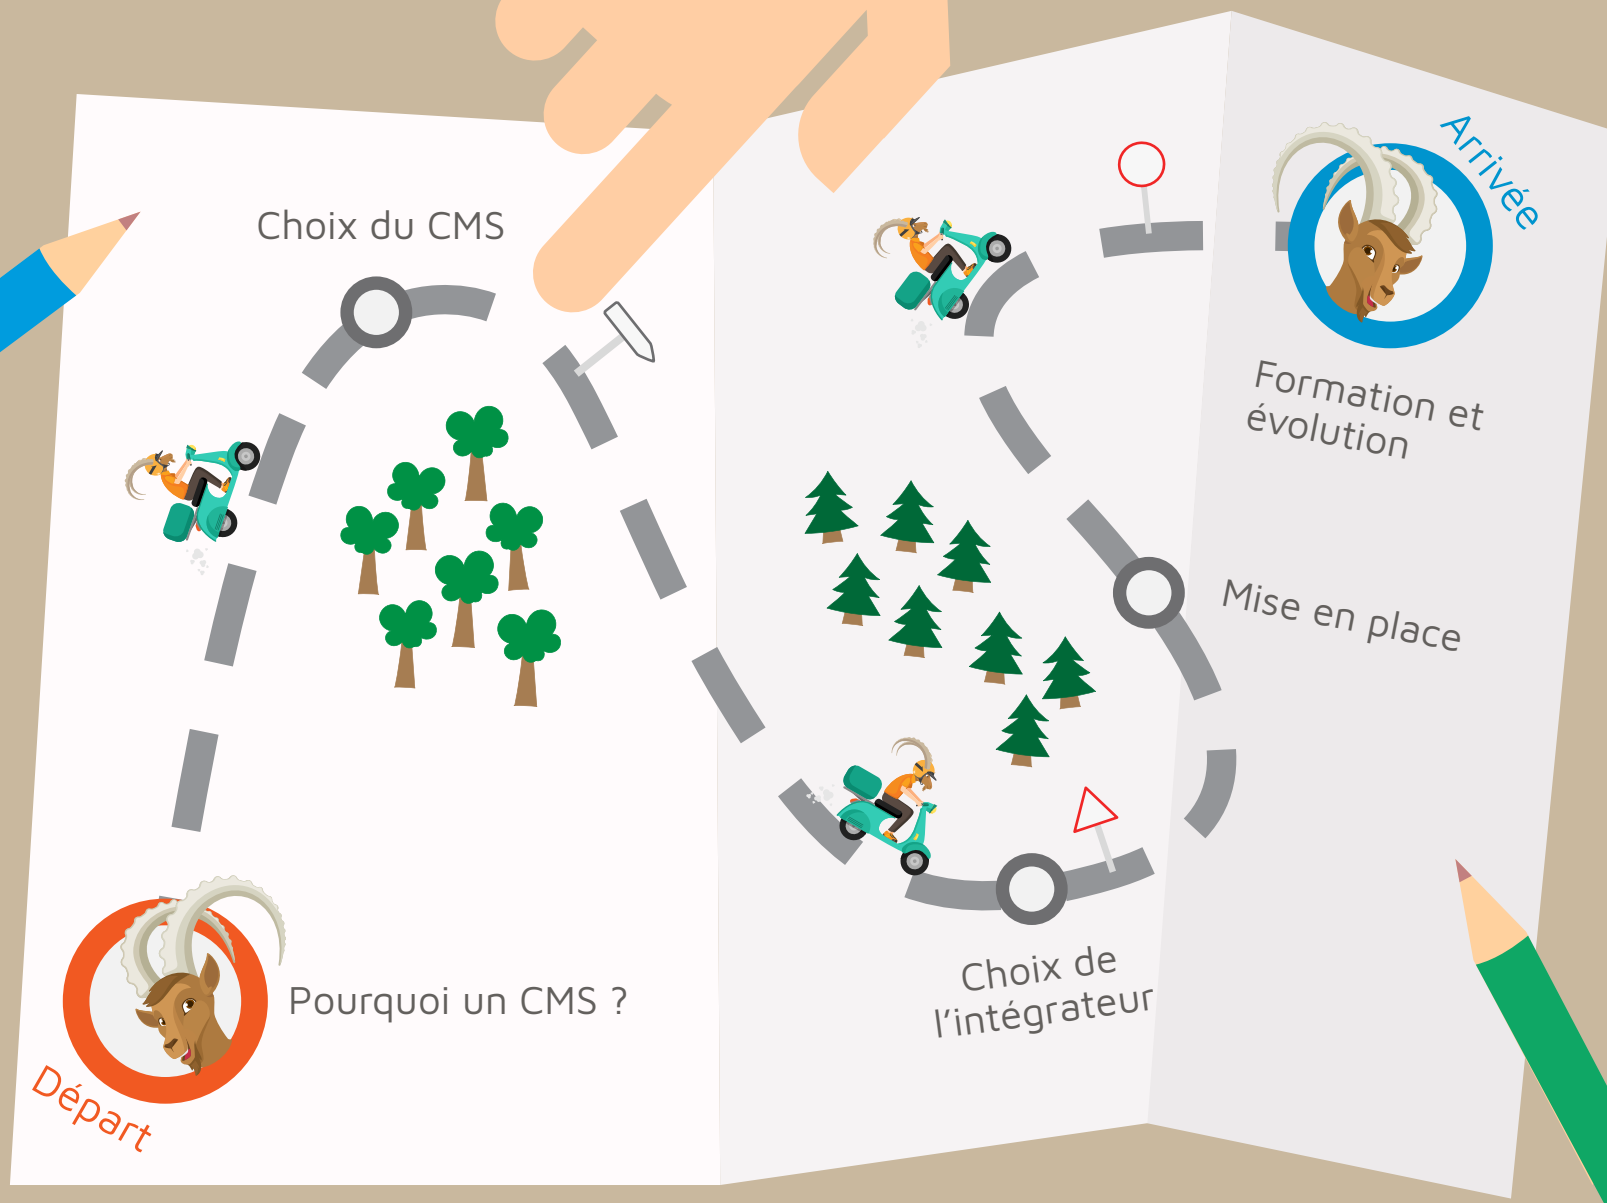 Choix du CMS
Arrivée
Formation et
évolution
Mise en place
Choix de
l’intégrateur
Pourquoi un CMS ?
Départ